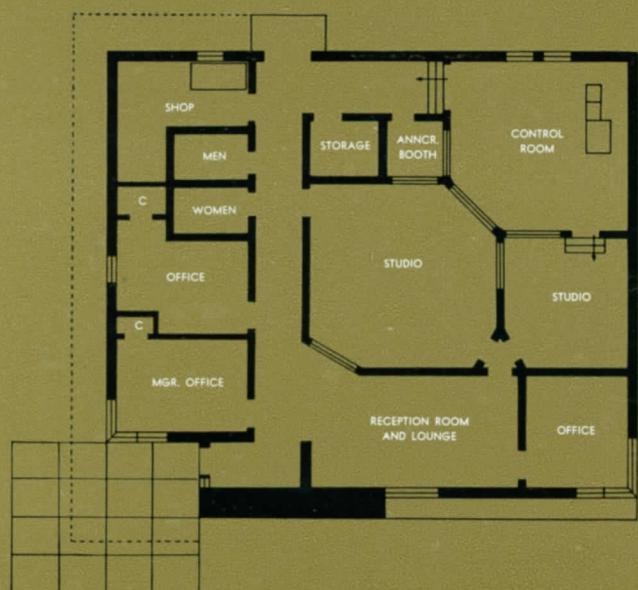 SHOP
MEN
C
WOMEN
OFFICE
C
MGR. OFFICE
STORAGE
ANNCR.
BOOTH
CONTROL
ROOM
STUDIO
STUDIO
RECEPTION ROOM
AND LOUNGE
OFFICE